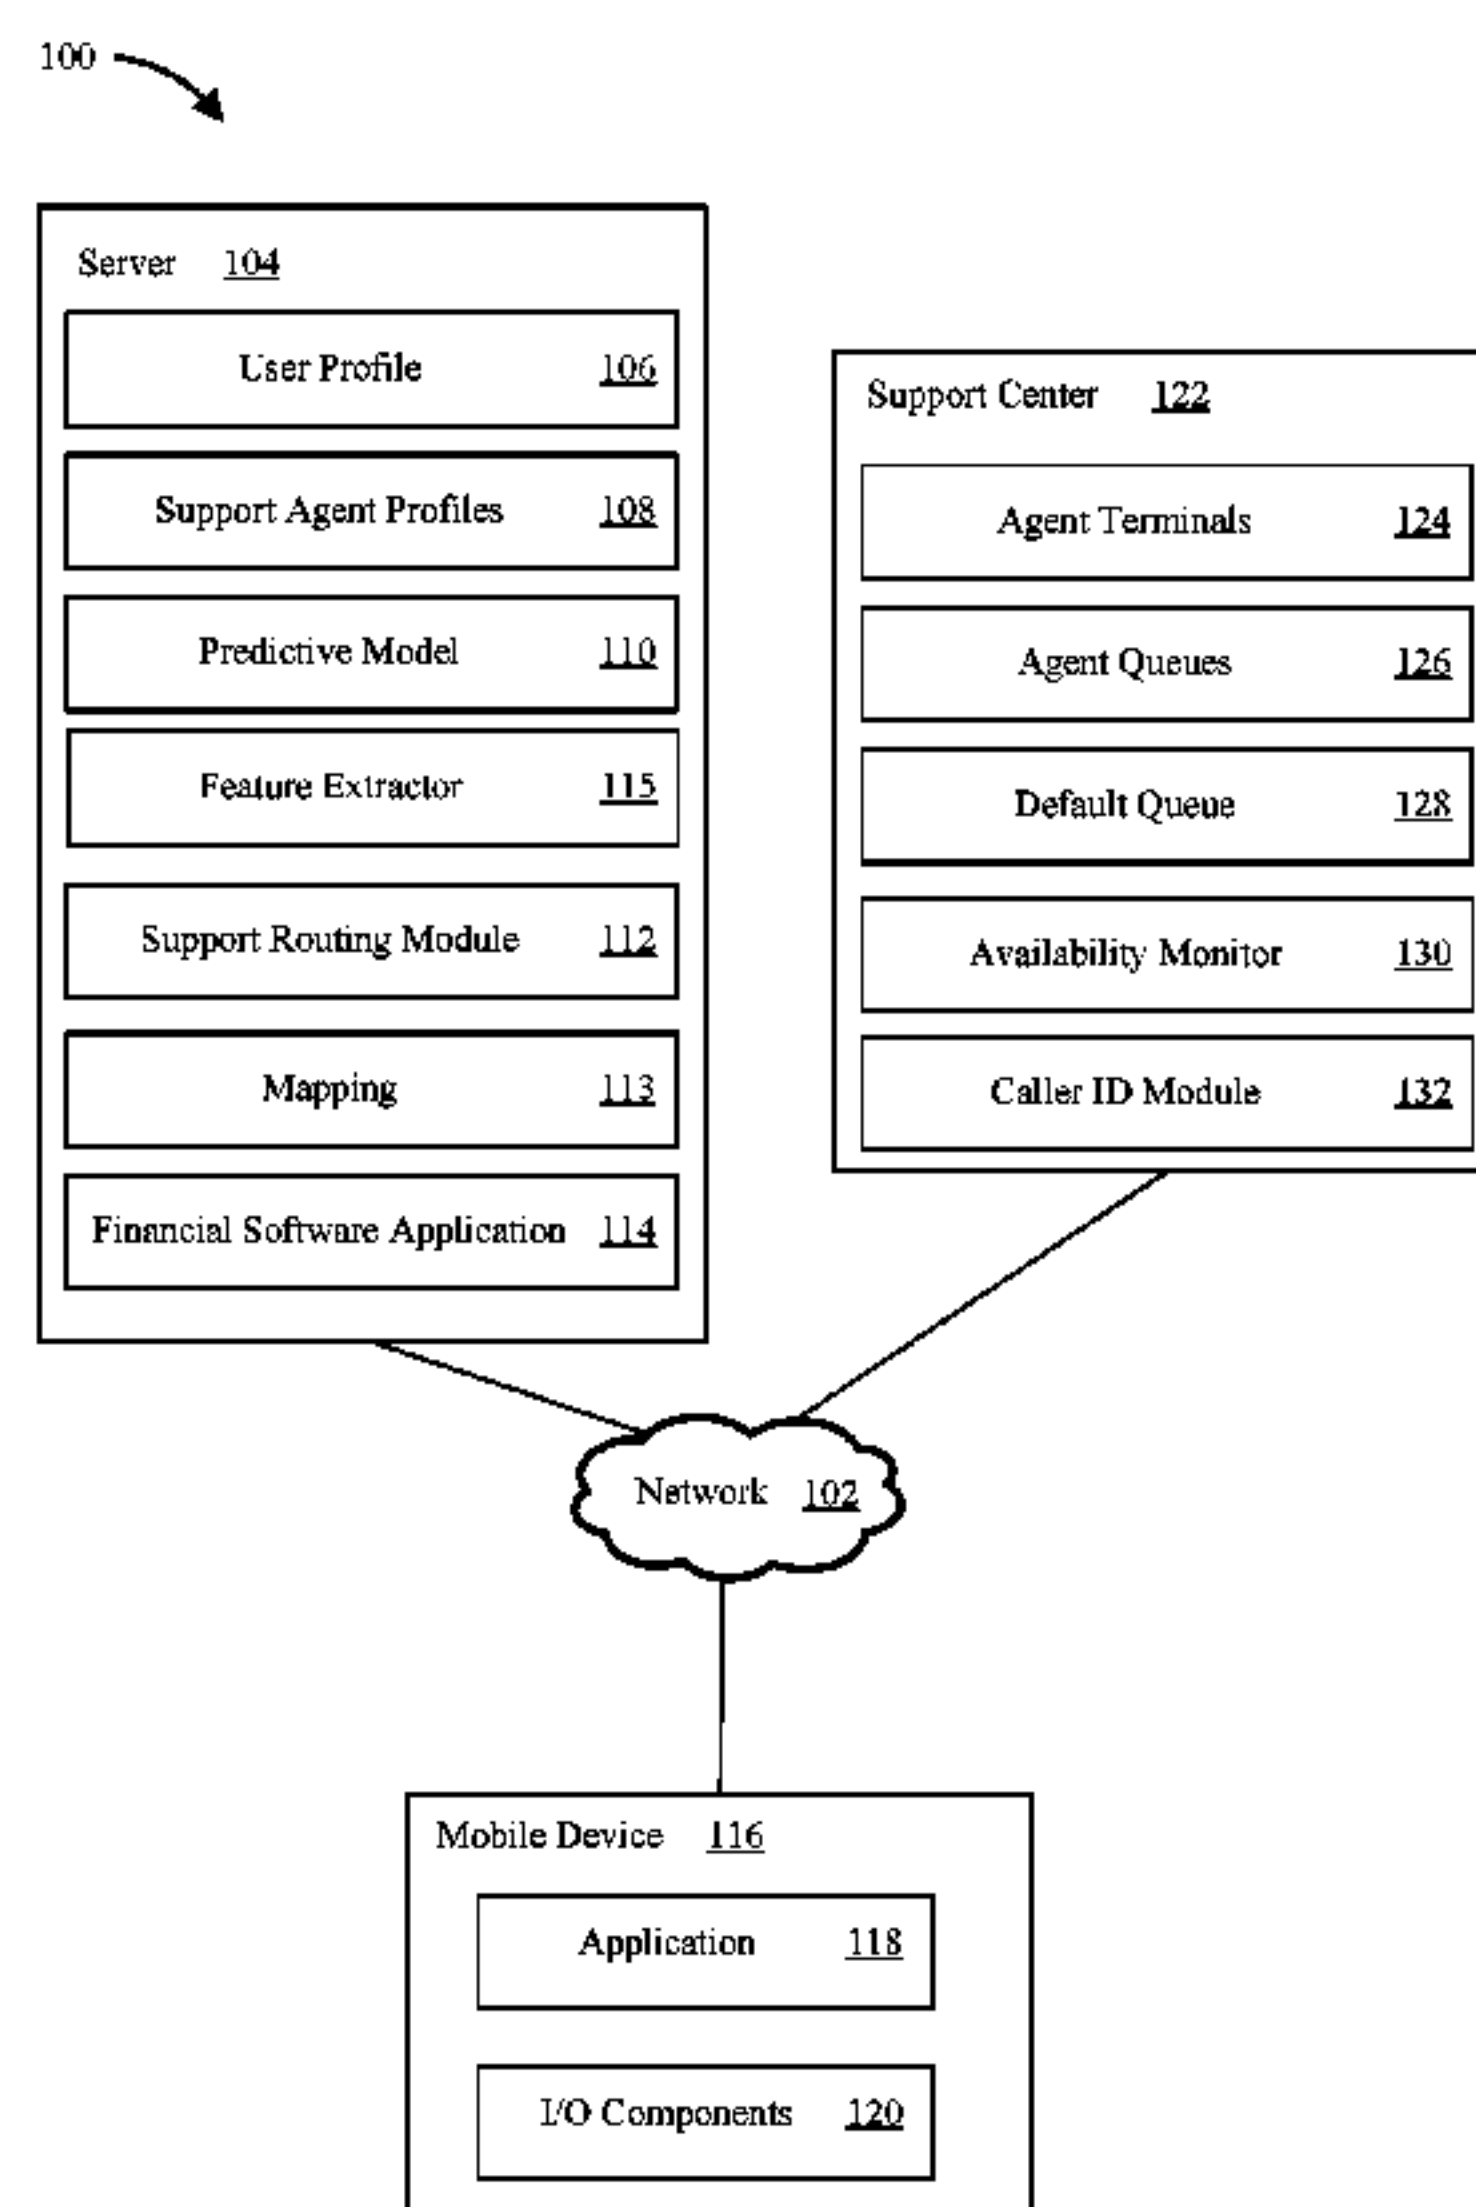 100
Server 104
User Profile 106
Support Agent Profiles 108
Predictive Model 110
Feature Extractor 115
Support Routing Module 112
Mapping 113
Financial Software Application 114
Support Center 122
Agent Terminals 124
Agent Queues 126
Default Queue 128
Availability Monitor 130
Caller ID Module 132
Network 102
Mobile Device 116
Application 118
I/O Components 120